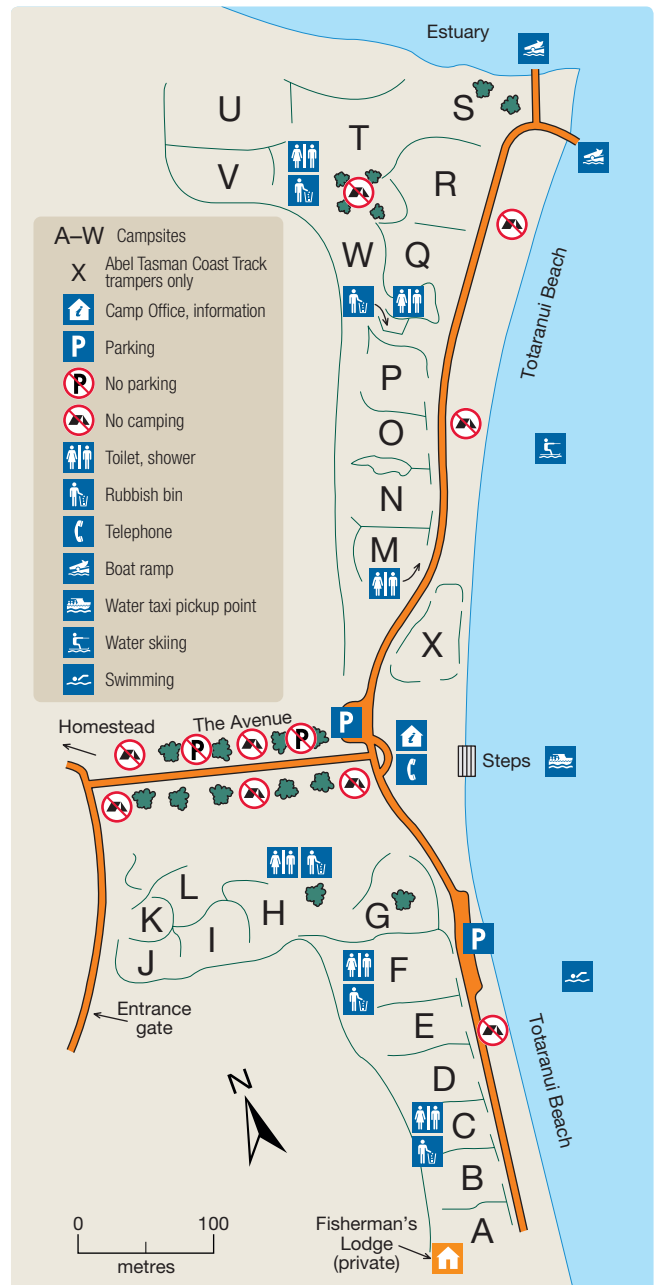 Estuary
U
S
T
V
R
W
Q
Totaranui Beach
A–W Campsites
X Abel Tasman Coast Track
trampers only
Camp Office, information
P Parking
P No parking
No camping
Toilet, shower
Rubbish bin
Telephone
Boat ramp
Water taxi pickup point
Water skiing
Swimming
P
O
N
M
X
Homestead
The Avenue
P
P
P
i
Steps
L
K
H
G
I
J
P
F
Entrance
gate
E
Totaranui Beach
D
N
C
B
A
0 100
metres
Fisherman's
Lodge
(private)